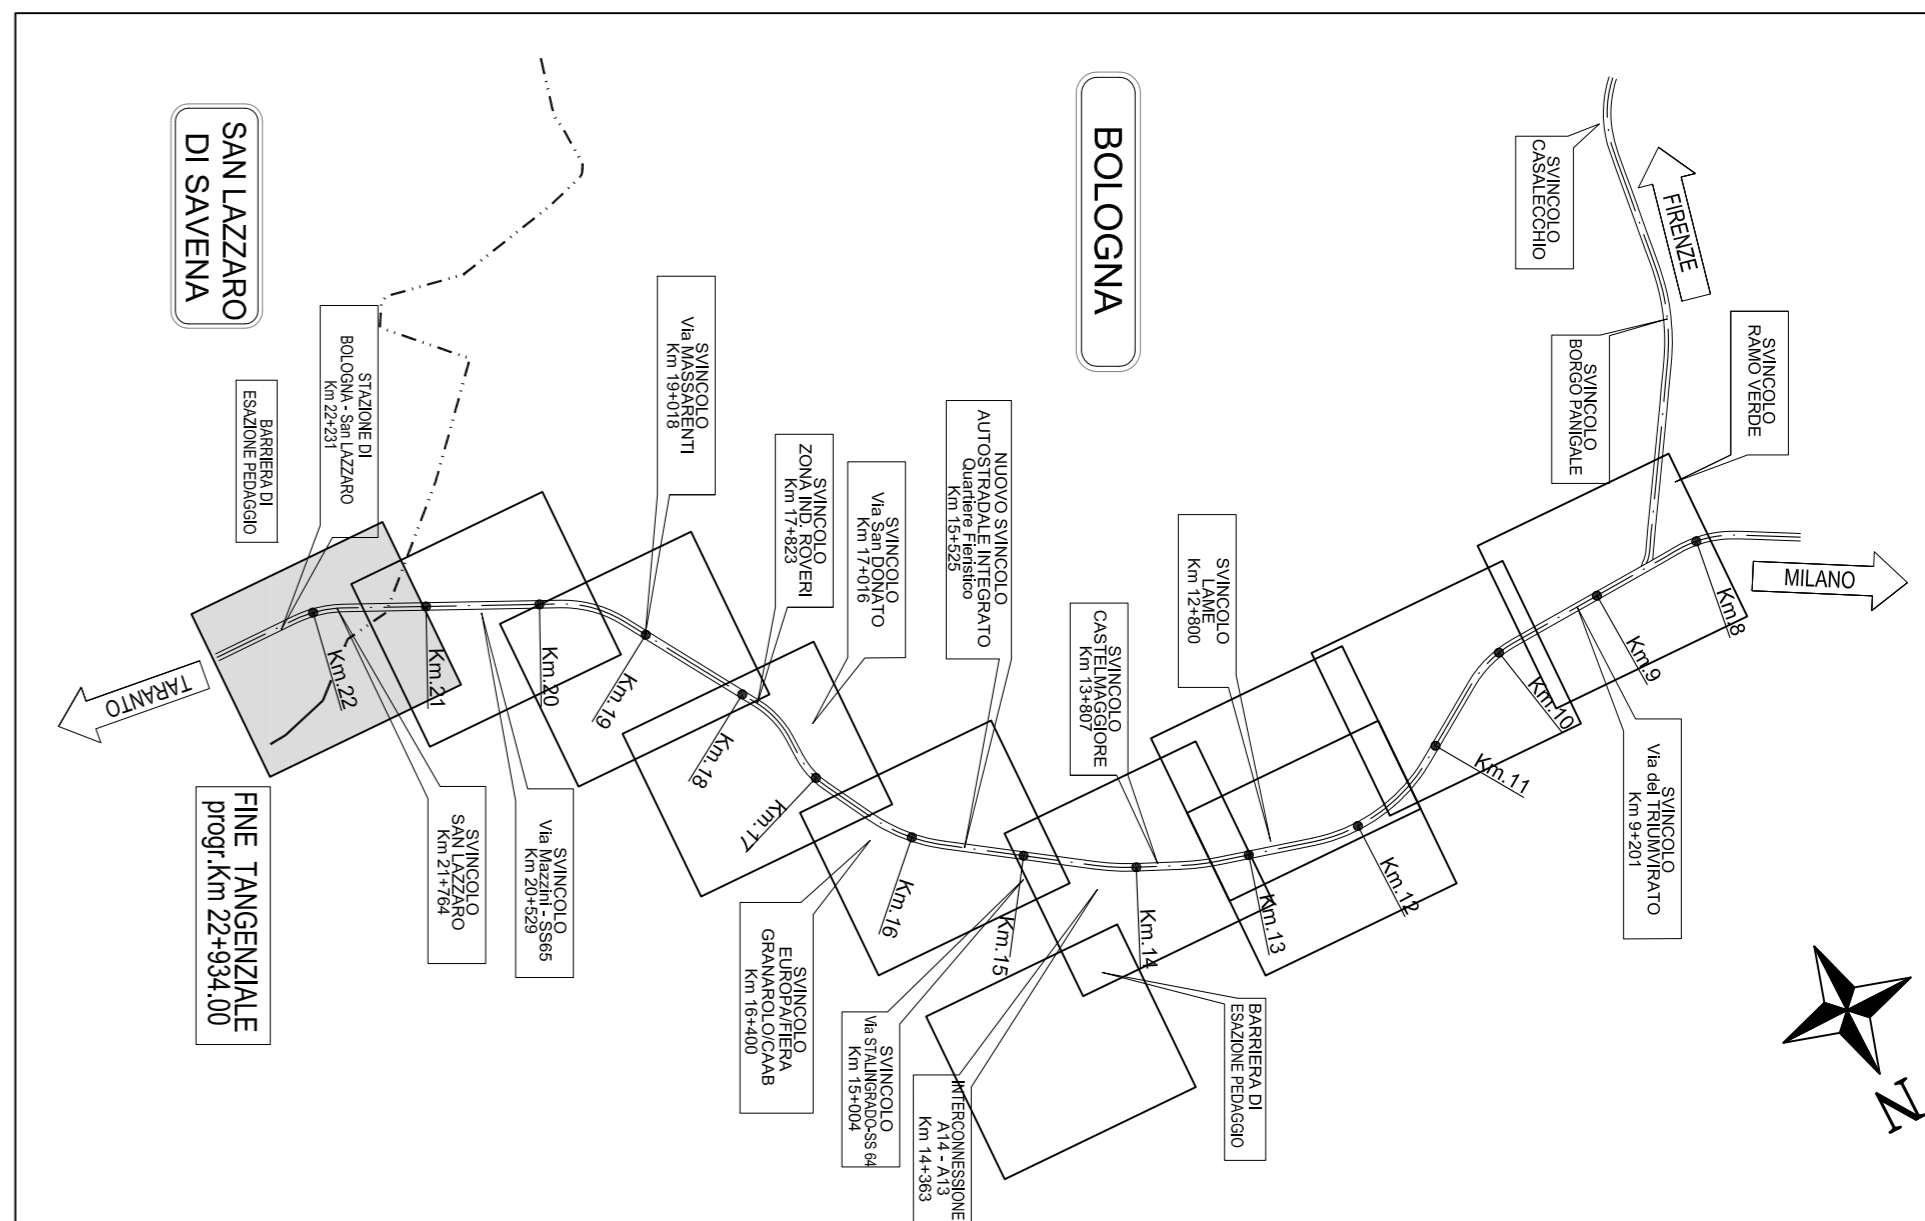 SAN LAZZARO
DI SAVENA
BOLOGNA
SVINCOLO
CASALECCHIO
FIRENZE
SVINCOLO
BORGO PANIGALE
SVINCOLO
RAMO VERDE
MILANO
STAZIONE DI
BOLOGNA - San LAZZARO
Km 22+231
BARRIERA DI
ESAZIONE PEDAGGIO
SVINCOLO
Via MASSARENTI
Km 19+018
SVINCOLO
ZONA IND. ROVERI
Km 17+823
SVINCOLO
Via San DONATO
Km 17+016
NUOVO SVINCOLO
AUTOSTRADALE INTEGRATO
Quartiere Fieristico
Km 15+525
SVINCOLO
LAME
Km 12+800
SVINCOLO
CASTELMAGGIORE
Km 13+807
Km.8
Km.9
Km.10
Km.11
Km.12
Km.13
Km.14
Km.15
Km.16
Km.17
Km.18
Km.19
Km.20
Km.21
Km.22
TARANTO
FINE TANGENZIALE
progr.Km 22+934.00
SVINCOLO
SAN LAZZARO
Km 21+764
SVINCOLO
Via Mazzini - SS65
Km 20+529
SVINCOLO
EUROPA/FIERA
GRANAROLO/CAAB
Km 16+400
SVINCOLO
Via STALINGRADO-SS 64
Km 15+004
INTERCONNESSIONE
A14 - A13
Km 14+363
BARRIERA DI
ESAZIONE PEDAGGIO
SVINCOLO
Via del TRIUMVIRATO
Km 9+201
N